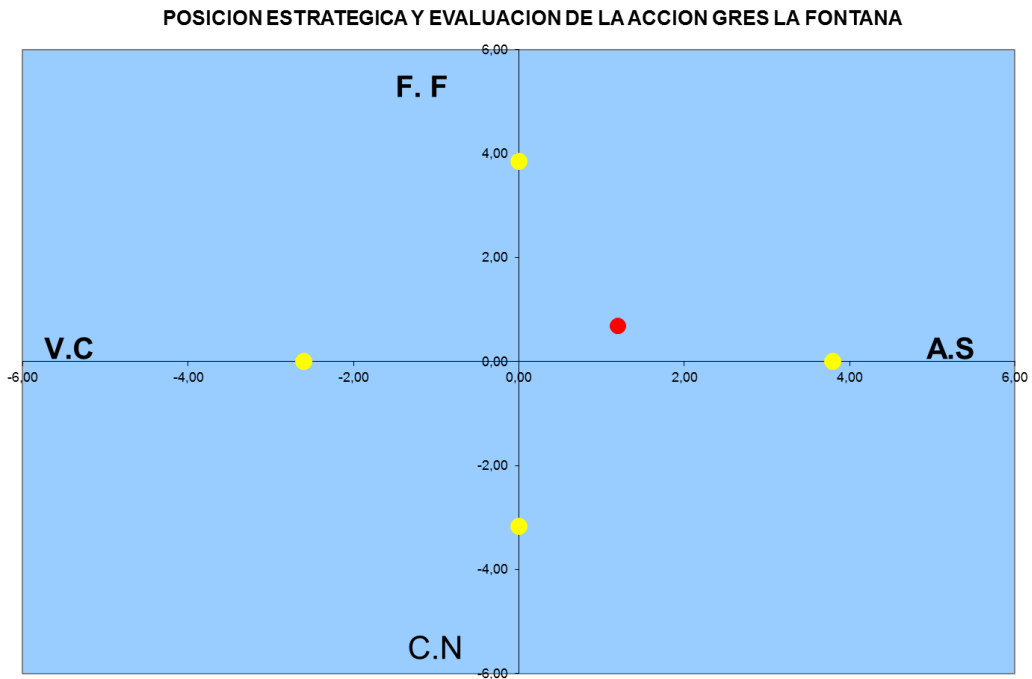 POSICION ESTRATEGICA Y EVALUACION DE LA ACCION GRES LA FONTANA
6,00
F. F
4,00
2,00
V.C
A.S
0,00
-6,00 -4,00 -2,00 0,00 2,00 4,00 6,00
-2,00
-4,00
C.N
-6,00